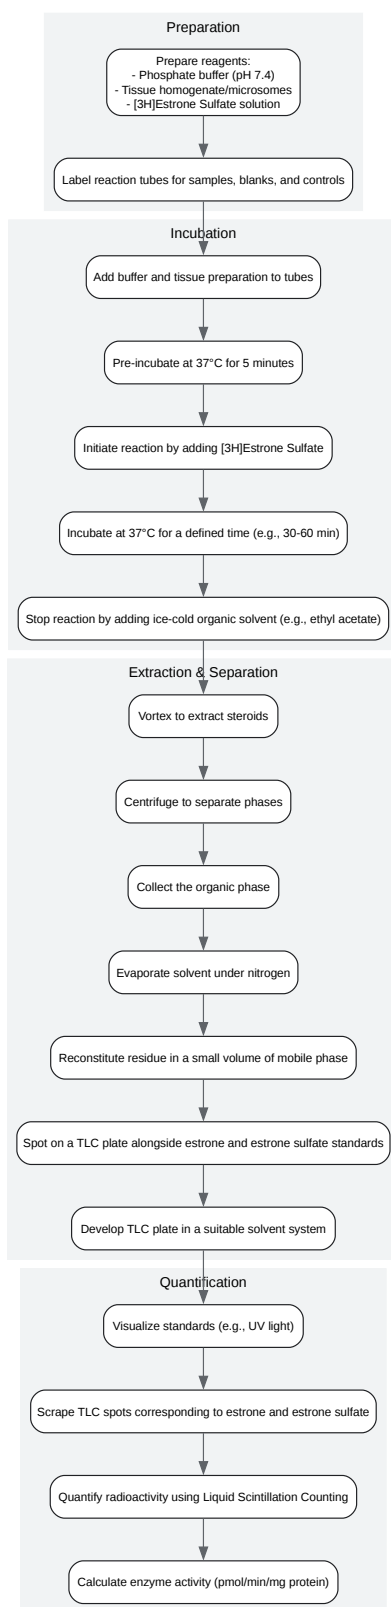 Preparation
Prepare reagents:
- Phosphate buffer (pH 7.4)
- Tissue homogenate/microsomes
- [3H]Estrone Sulfate solution
Label reaction tubes for samples, blanks, and controls
Incubation
Add buffer and tissue preparation to tubes
Pre-incubate at 37°C for 5 minutes
Initiate reaction by adding [3H]Estrone Sulfate
Incubate at 37°C for a defined time (e.g., 30-60 min)
Stop reaction by adding ice-cold organic solvent (e.g., ethyl acetate)
Extraction & Separation
Vortex to extract steroids
Centrifuge to separate phases
Collect the organic phase
Evaporate solvent under nitrogen
Reconstitute residue in a small volume of mobile phase
Spot on a TLC plate alongside estrone and estrone sulfate standards
Develop TLC plate in a suitable solvent system
Quantification
Visualize standards (e.g., UV light)
Scrape TLC spots corresponding to estrone and estrone sulfate
Quantify radioactivity using Liquid Scintillation Counting
Calculate enzyme activity (pmol/min/mg protein)